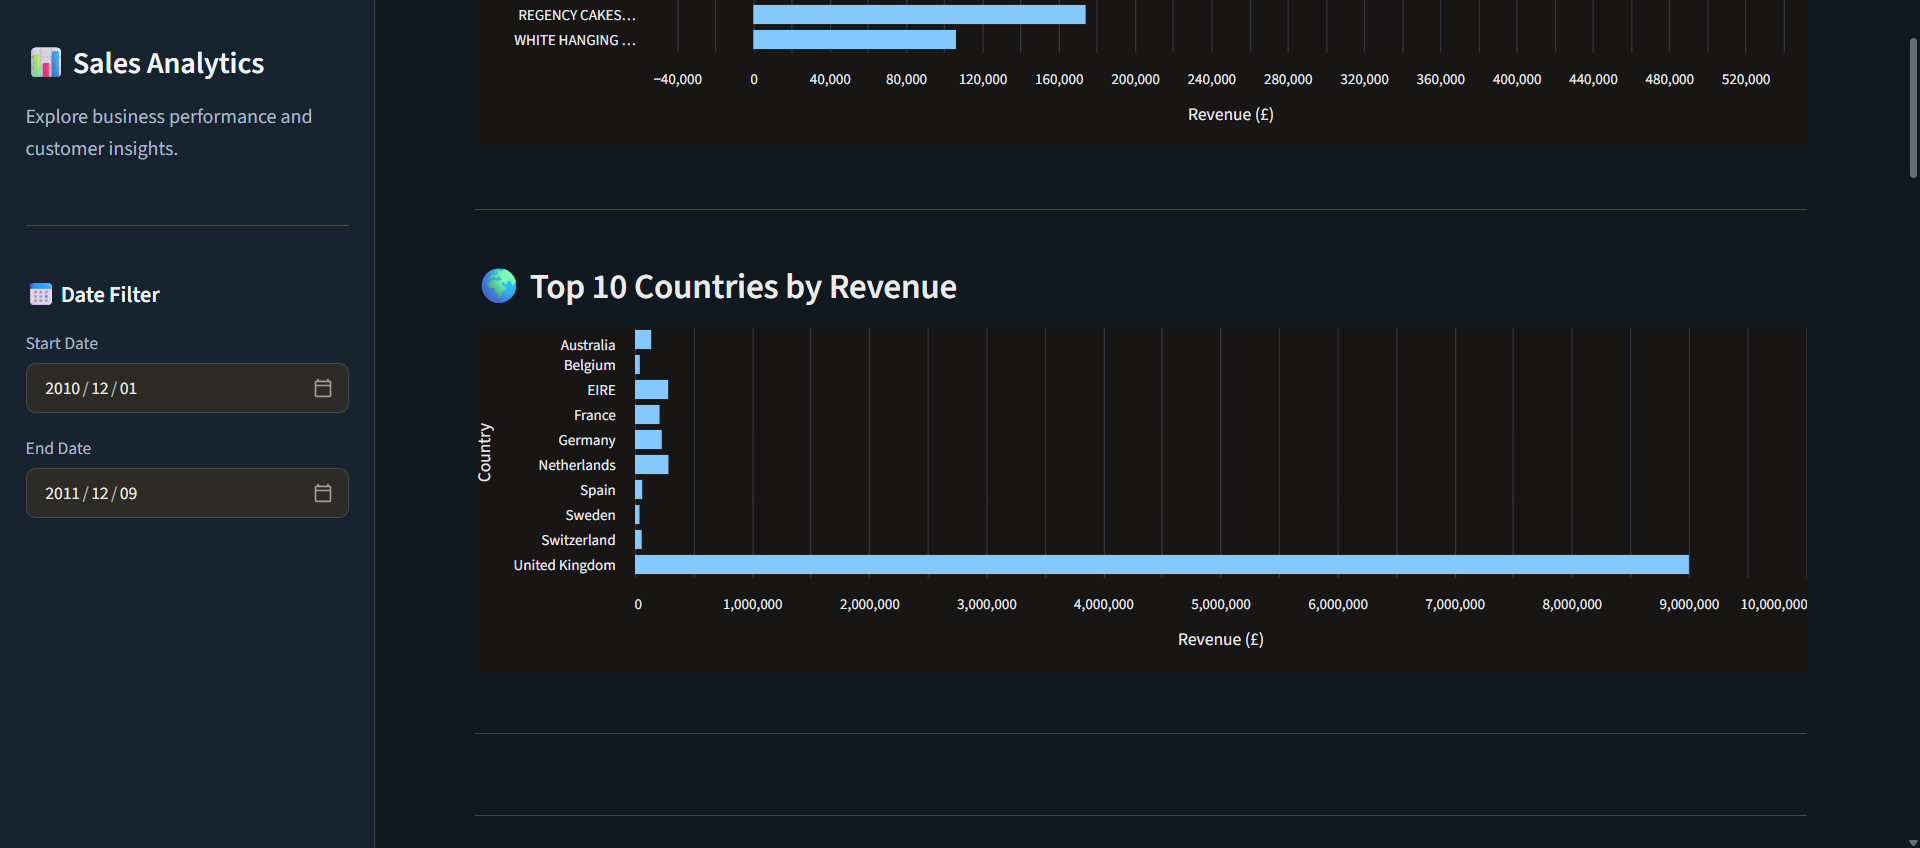 Sales Analytics
Explore business performance and
customer insights.
Date Filter
Start Date
2010/12/01
End Date
2011/12/09
REGENCY CAKES…
WHITE HANGING …
−40,000 0 40,000 80,000 120,000 160,000 200,000 240,000 280,000 320,000 360,000 400,000 440,000 480,000 520,000
Revenue (£)
Top 10 Countries by Revenue
Country
Australia
Belgium
EIRE
France
Germany
Netherlands
Spain
Sweden
Switzerland
United Kingdom
0 1,000,000 2,000,000 3,000,000 4,000,000 5,000,000 6,000,000 7,000,000 8,000,000 9,000,000 10,000,000
Revenue (£)